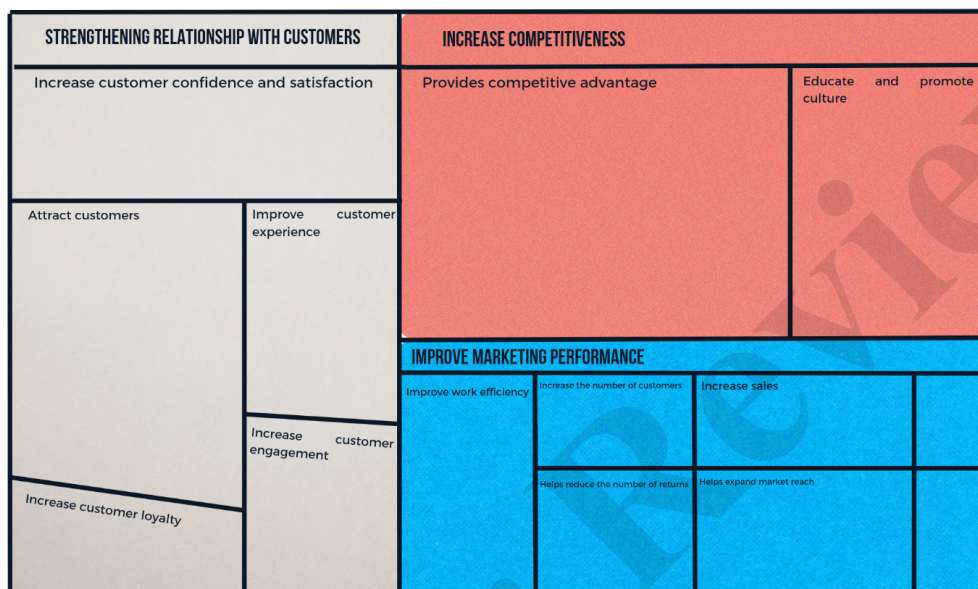 STRENGTHENING RELATIONSHIP WITH CUSTOMERS
Increase customer confidence and satisfaction
Attract customers
Improve customer
experience
Increase customer
engagement
Increase customer loyalty
INCREASE COMPETITIVENESS
Provides competitive advantage
Educate and promote
culture
IMPROVE MARKETING PERFORMANCE
Improve work efficiency
Increase the number of customers
Increase sales
Helps reduce the number of returns
Helps expand market reach